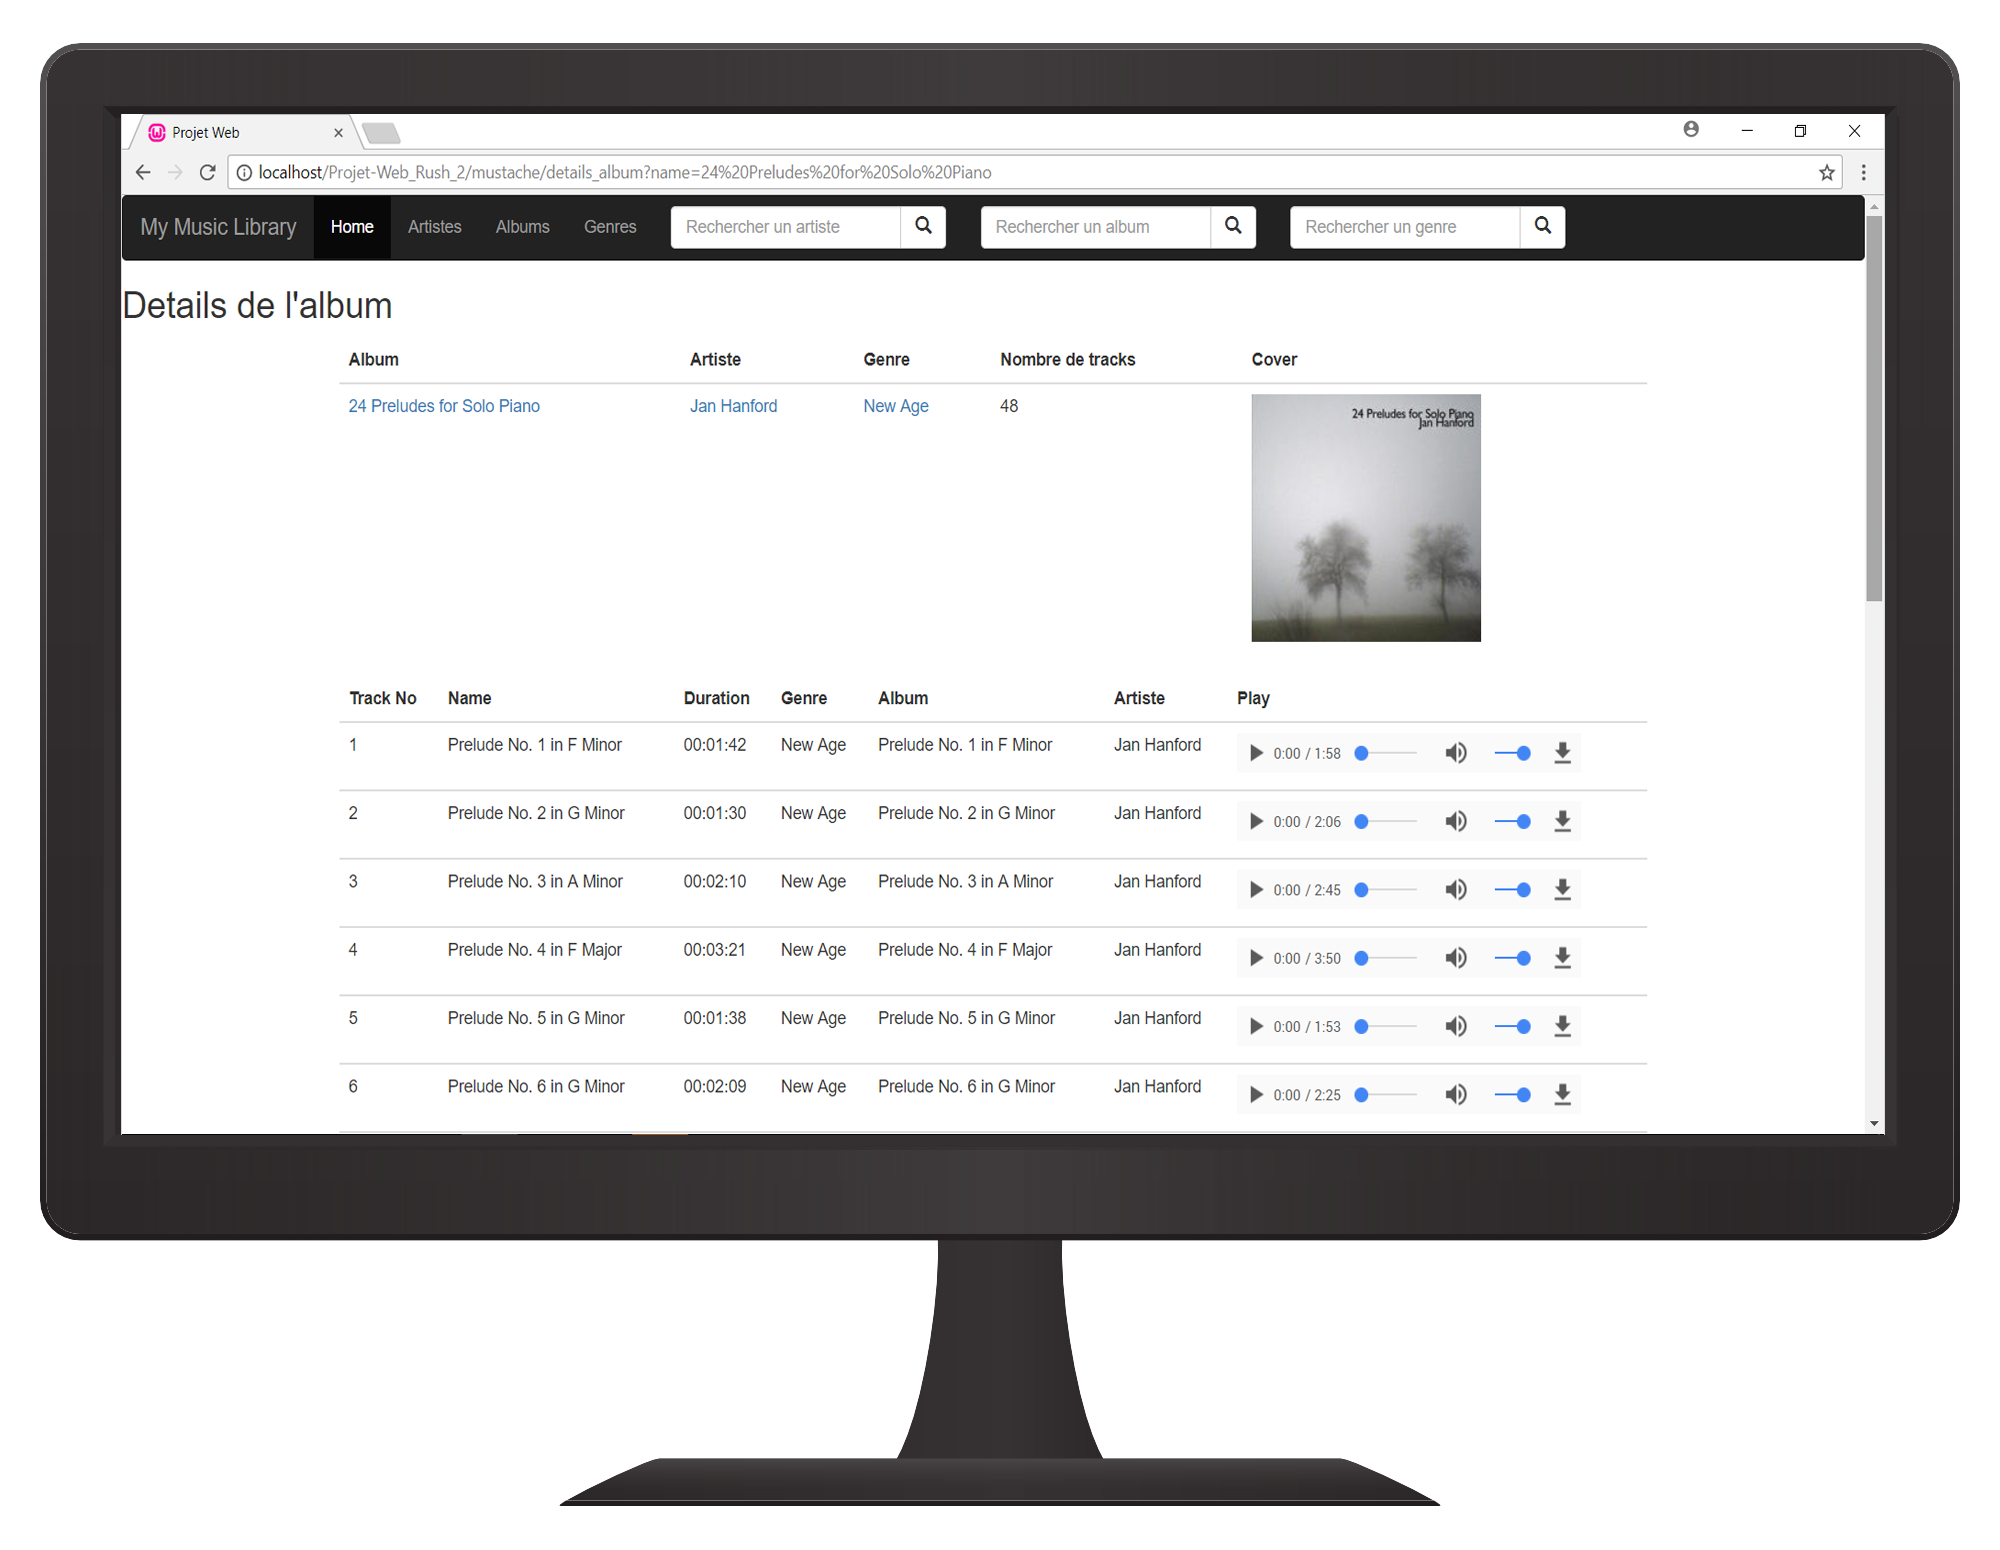 Projet Web
localhost/Projet-Web_Rush_2/mustache/details_album?name=24%20Preludes%20for%20Solo%20Piano
My Music Library Home Artistes Albums Genres Rechercher un artiste Rechercher un album Rechercher un genre
Details de l'album
Album Artiste Genre Nombre de tracks Cover
24 Preludes for Solo Piano Jan Hanford New Age 48
24 Preludes for Solo Piano
Jan Hanford
Track No Name Duration Genre Album Artiste Play
1 Prelude No. 1 in F Minor 00:01:42 New Age Prelude No. 1 in F Minor Jan Hanford 0:00 / 1:58
2 Prelude No. 2 in G Minor 00:01:30 New Age Prelude No. 2 in G Minor Jan Hanford 0:00 / 2:06
3 Prelude No. 3 in A Minor 00:02:10 New Age Prelude No. 3 in A Minor Jan Hanford 0:00 / 2:45
4 Prelude No. 4 in F Major 00:03:21 New Age Prelude No. 4 in F Major Jan Hanford 0:00 / 3:50
5 Prelude No. 5 in G Minor 00:01:38 New Age Prelude No. 5 in G Minor Jan Hanford 0:00 / 1:53
6 Prelude No. 6 in G Minor 00:02:09 New Age Prelude No. 6 in G Minor Jan Hanford 0:00 / 2:25